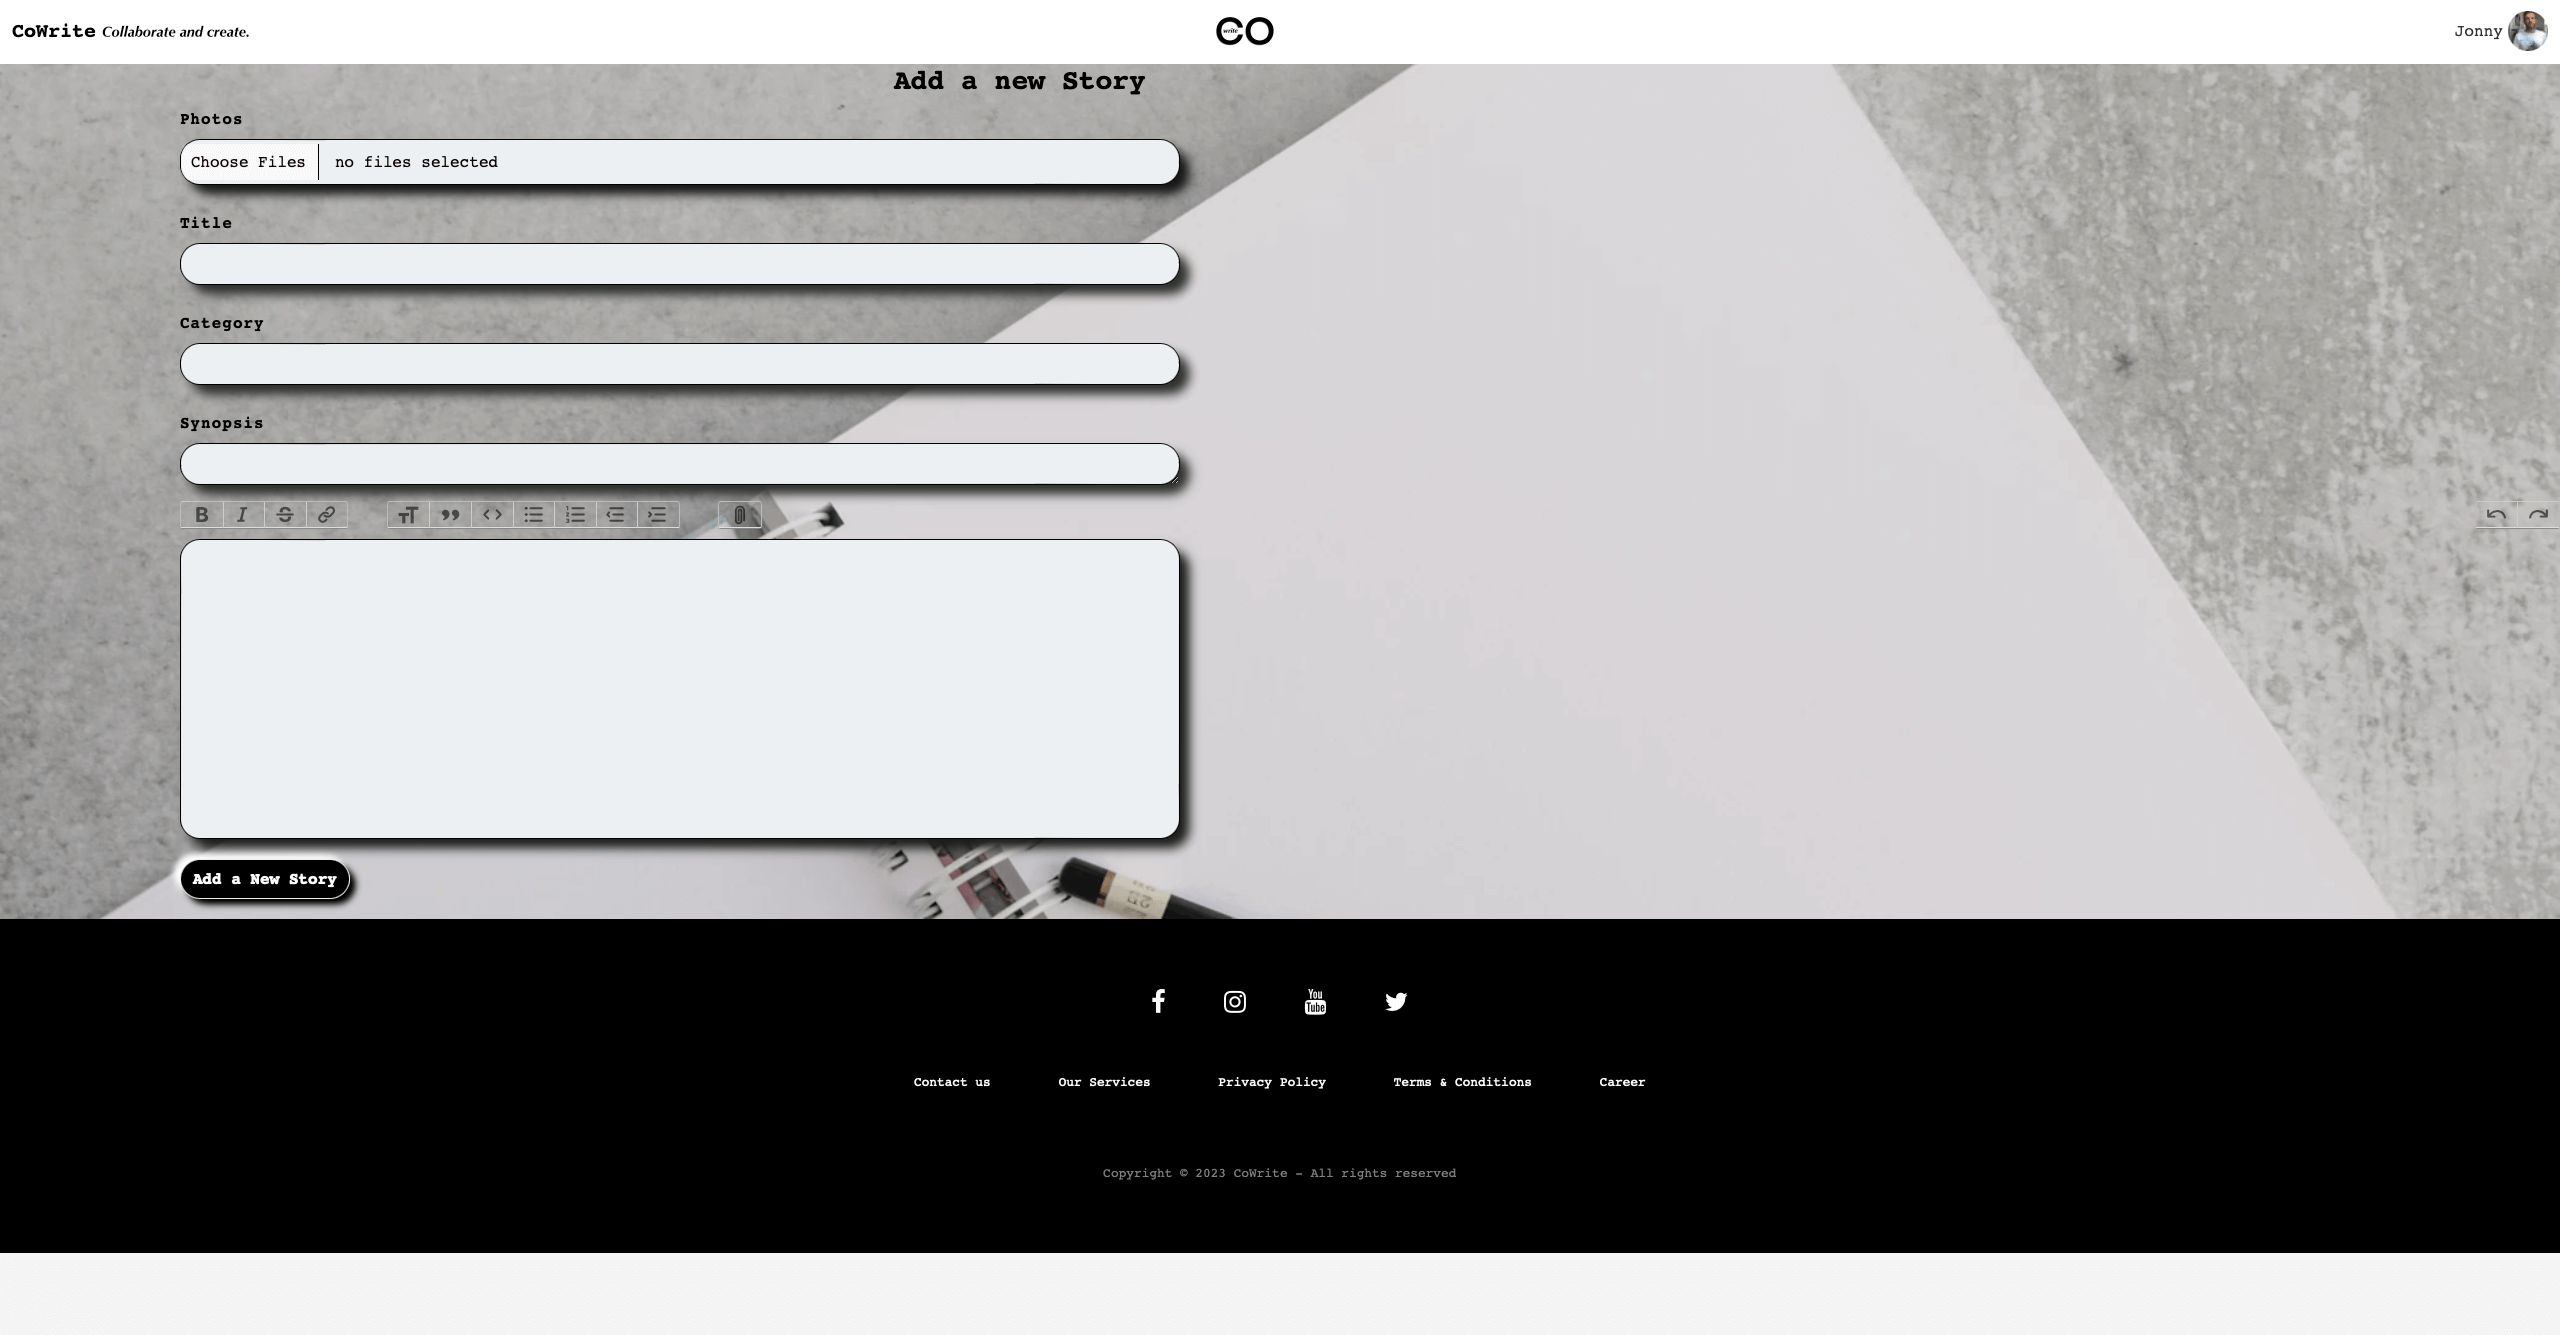 CoWrite Collaborate and create.
CO
write
Jonny
Add a new Story
Photos
Choose Files no files selected
Title
Category
Synopsis
B I S
Add a New Story
You
Tube
Contact us Our Services Privacy Policy Terms & Conditions Career
Copyright © 2023 CoWrite - All rights reserved